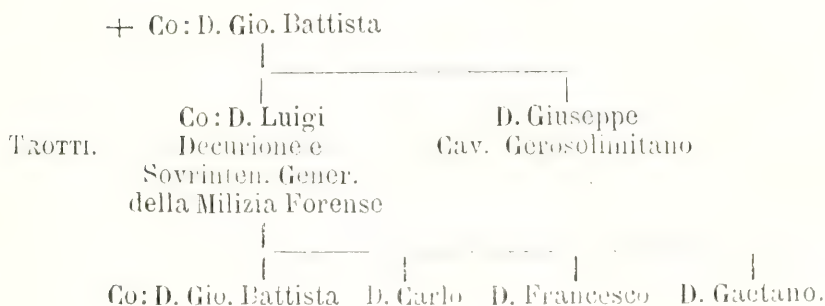 + Co: D. Gio. Battista
Co: D. Luigi D. Giuseppe
TROTTI. Decurione e Cav. Gerosolimitano
Sovrinten. Gener.
della Milizia Forense
Co: D. Gio. Battista D. Carlo D. Francesco D. Gaetano.